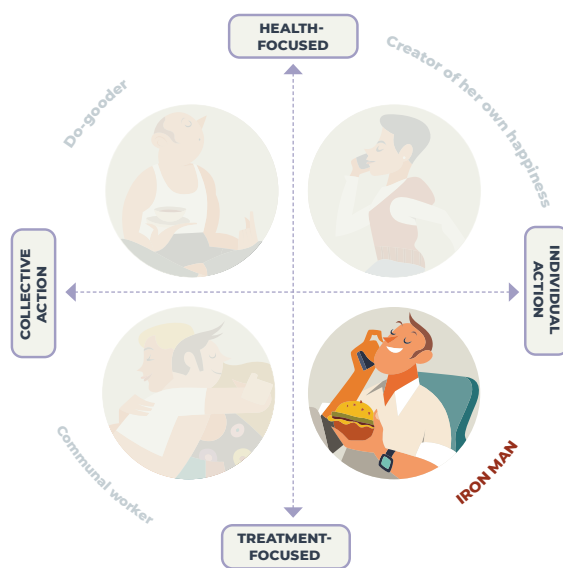 HEALTH-
FOCUSED
Do-gooder
Creator of her own happiness
COLLECTIVE
ACTION
INDIVIDUAL
ACTION
Communal worker
IRON MAN
TREATMENT-
FOCUSED